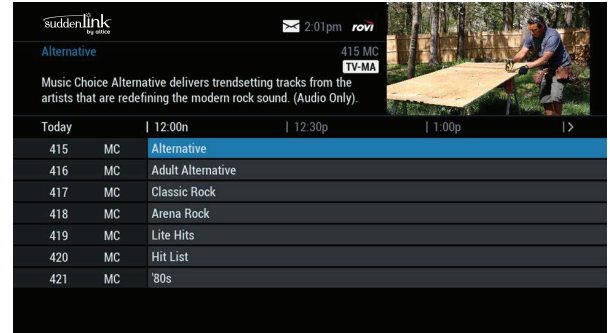 suddenlink
by altice
2:01pm rovi
Alternative 415 MC
TV-MA
Music Choice Alternative delivers trendsetting tracks from the
artists that are redefining the modern rock sound. (Audio Only).
Today | 12:00n | 12:30p | 1:00p |>
415 MC Alternative
416 MC Adult Alternative
417 MC Classic Rock
418 MC Arena Rock
419 MC Lite Hits
420 MC Hit List
421 MC '80s